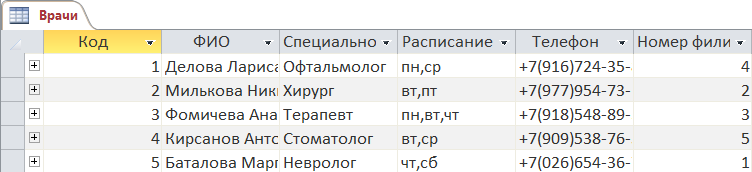 Врачи
Код ФИО Специально Расписание Телефон Номер фили
1 Делова Лариса Офтальмолог пн,ср +7(916)724-35- 4
2 Милькова Ники Хирург вт,пт +7(977)954-73- 2
3 Фомичева Ана Терапевт пн,вт,чт +7(918)548-89- 3
4 Кирсанов Анто Стоматолог вт,ср +7(909)538-76- 5
5 Баталова Марг Невролог чт,сб +7(026)654-36- 1